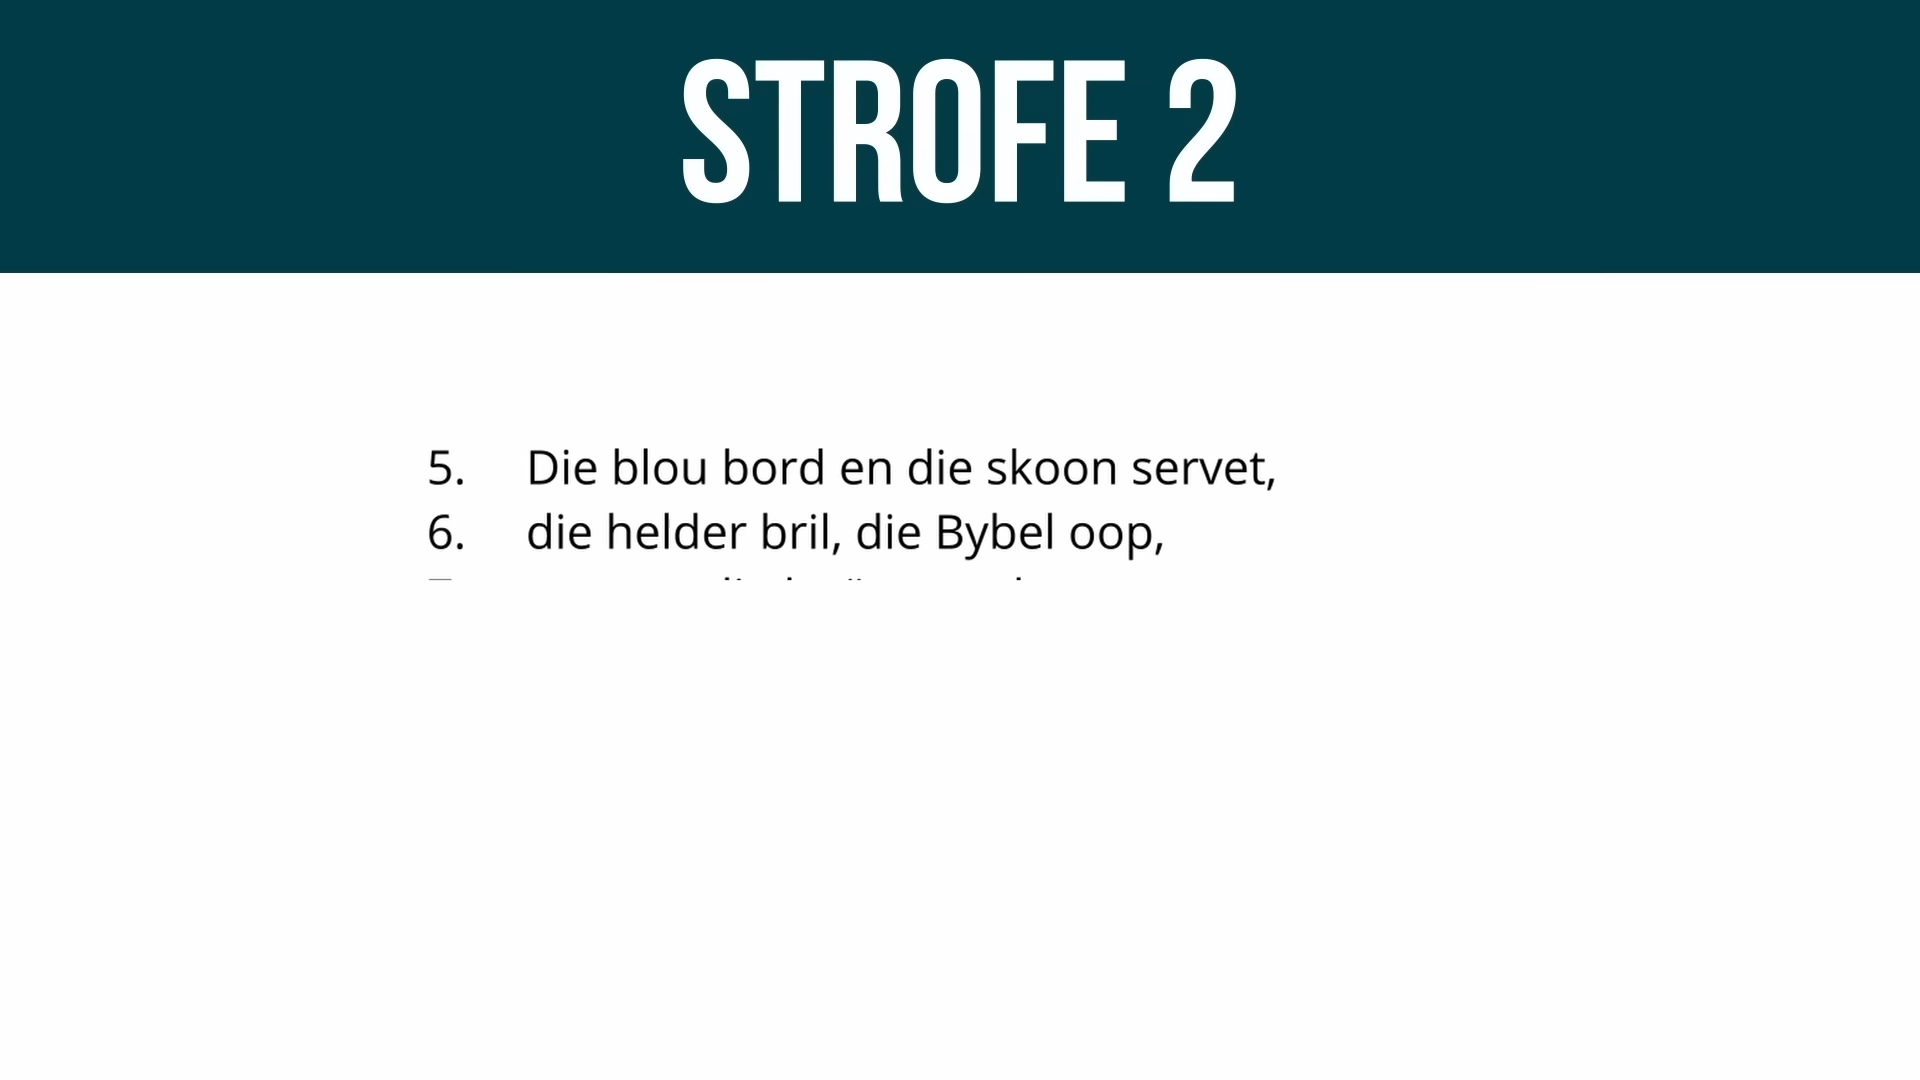 STROFE 2
5. Die blou bord en die skoon servet,
6. die helder bril, die Bybel oop,